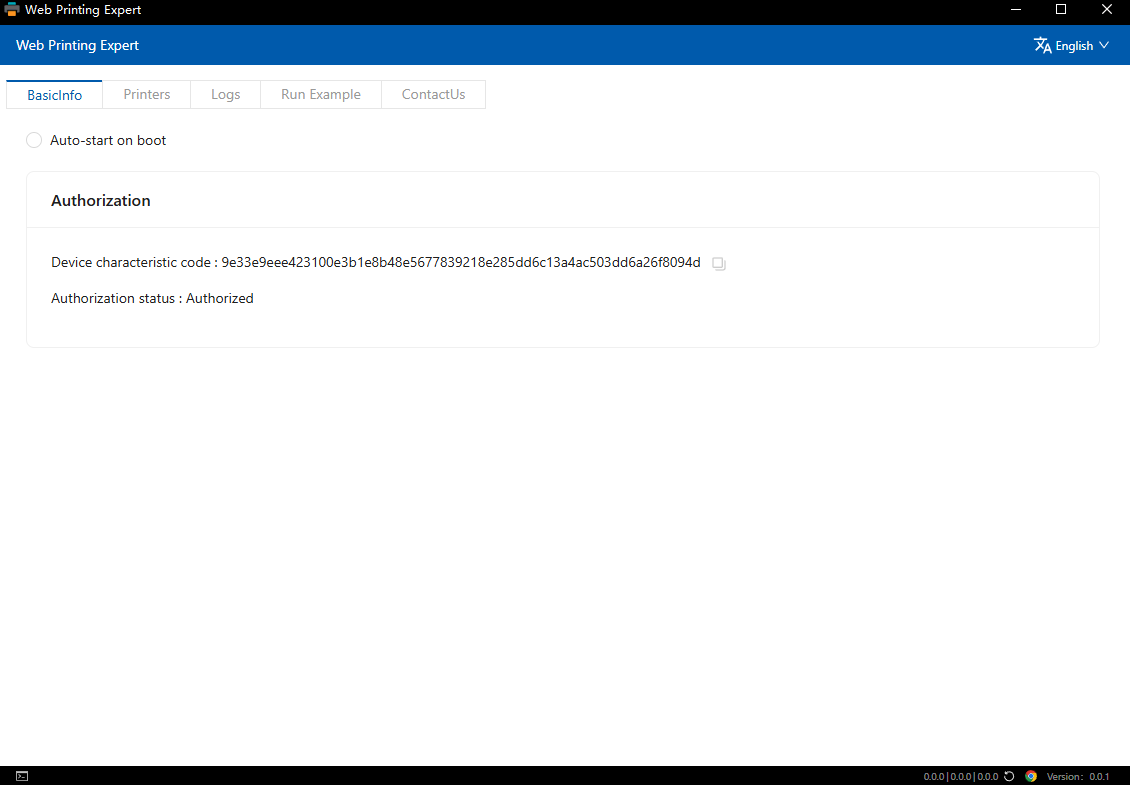 Web Printing Expert
Web Printing Expert
English
BasicInfo Printers Logs Run Example ContactUs
Auto-start on boot
Authorization
Device characteristic code : 9e33e9eee423100e3b1e8b48e5677839218e285dd6c13a4ac503dd6a26f8094d
Authorization status : Authorized
0.0.0|0.0.0|0.0.0 Version: 0.0.1